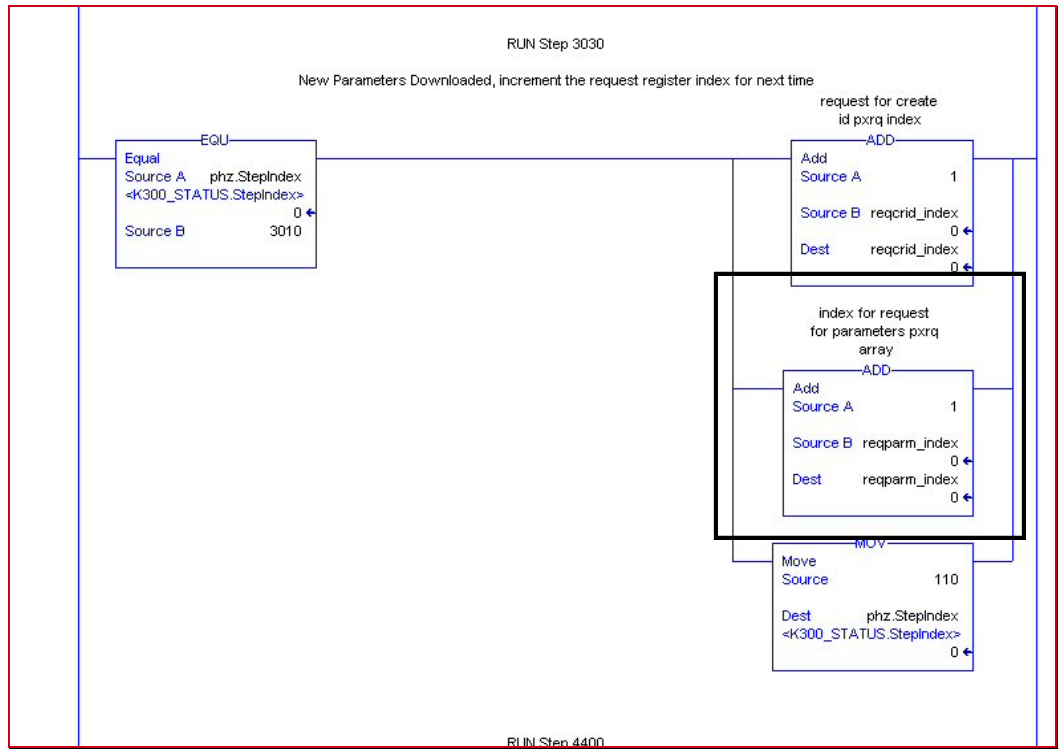 RUN Step 3030
New Parameters Downloaded, increment the request register index for next time
request for create
id pxrq index
EQU
Equal
Source A phz.StepIndex
<K300_STATUS.StepIndex>
0
Source B 3010
ADD
Add
Source A 1
Source B reqcrid_index
0
Dest reqcrid_index
0
index for request
for parameters pxrq
array
ADD
Add
Source A 1
Source B reqparm_index
0
Dest reqparm_index
0
MOV
Move
Source 110
Dest phz.StepIndex
<K300_STATUS.StepIndex>
0
RUN Step 4400